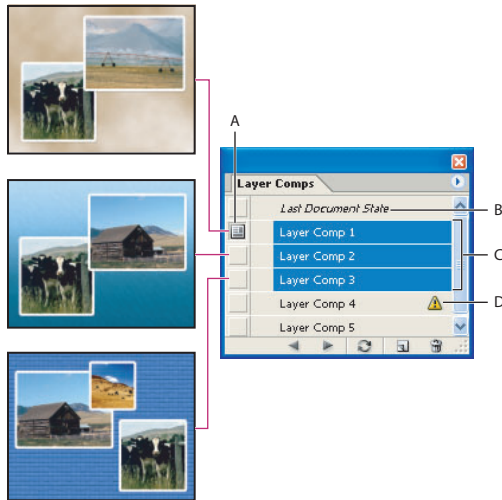 A
Layer Comps
Last Document State
B
Layer Comp 1
Layer Comp 2
C
Layer Comp 3
Layer Comp 4
D
Layer Comp 5